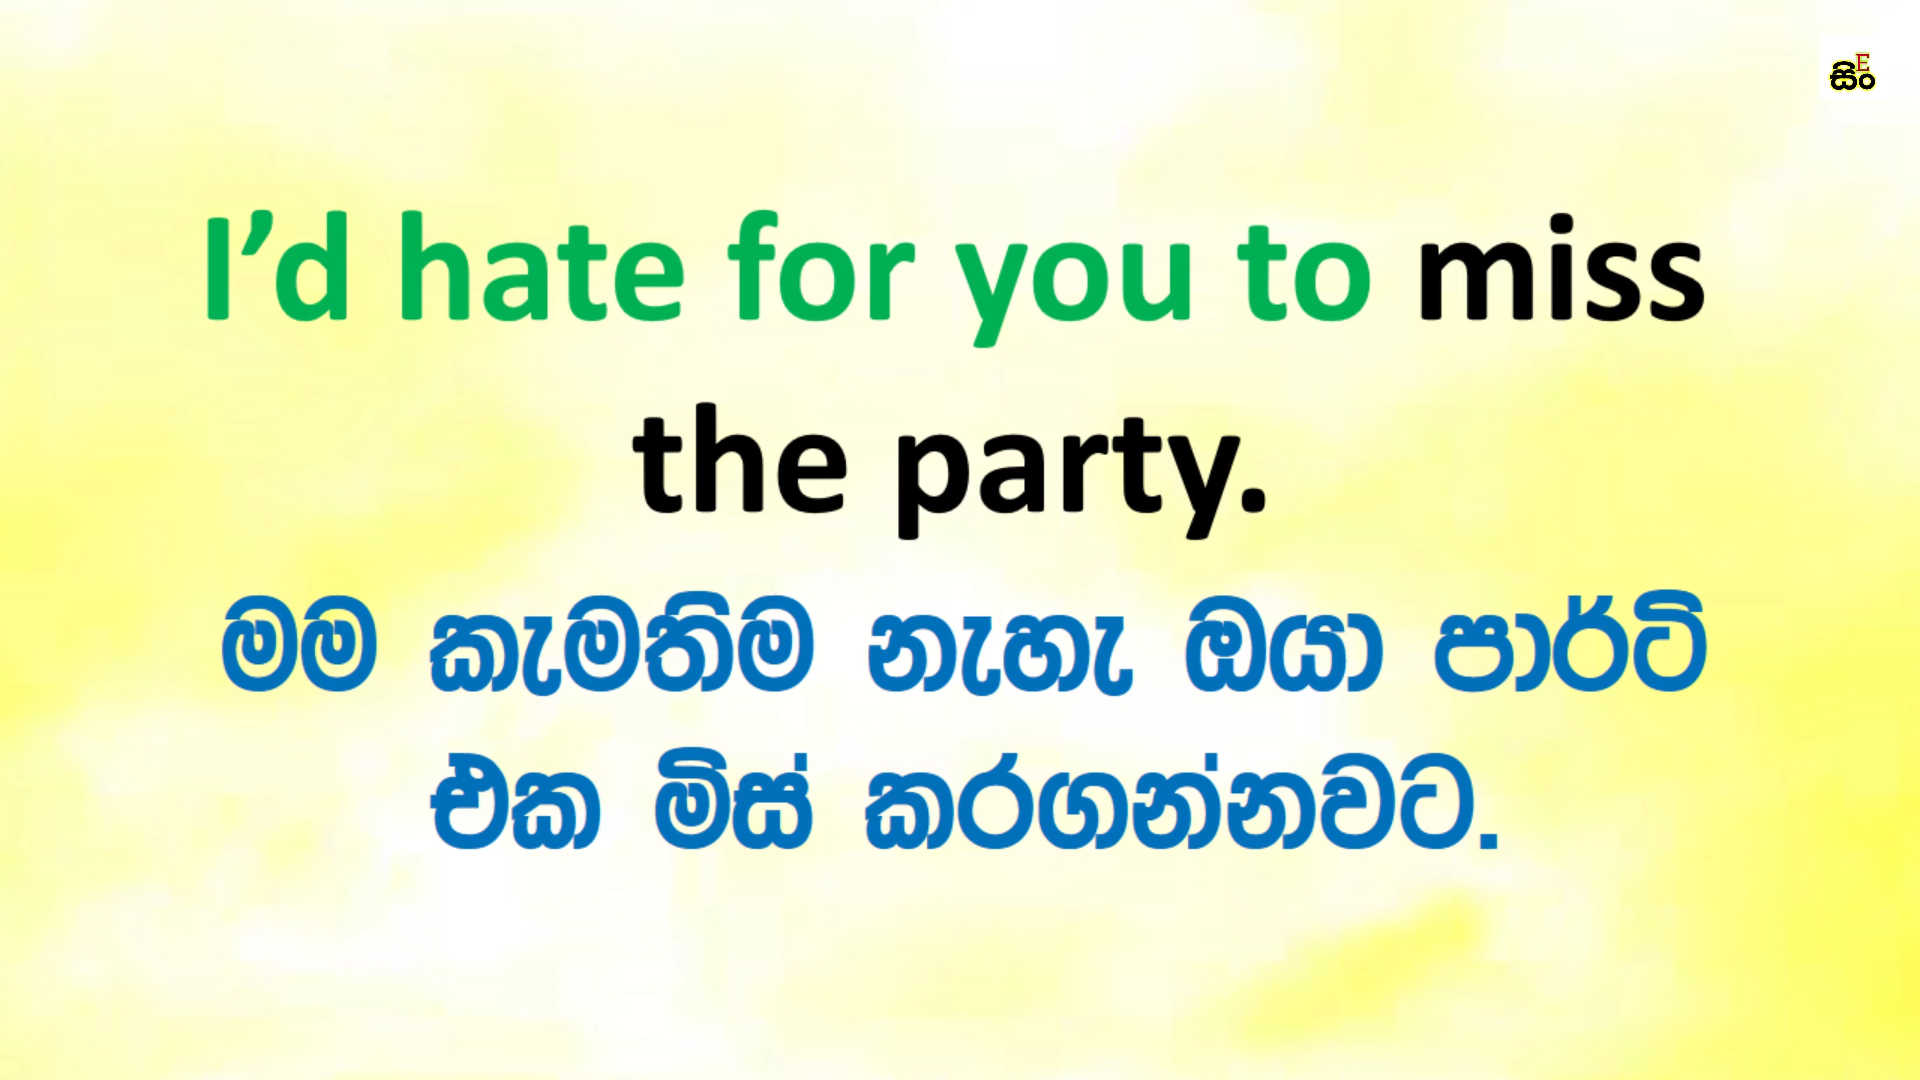 සිංE
I’d hate for you to miss
the party.
මම කැමතිම නැහැ ඔයා පාර්ටි
එක මිස් කරගන්නවට.